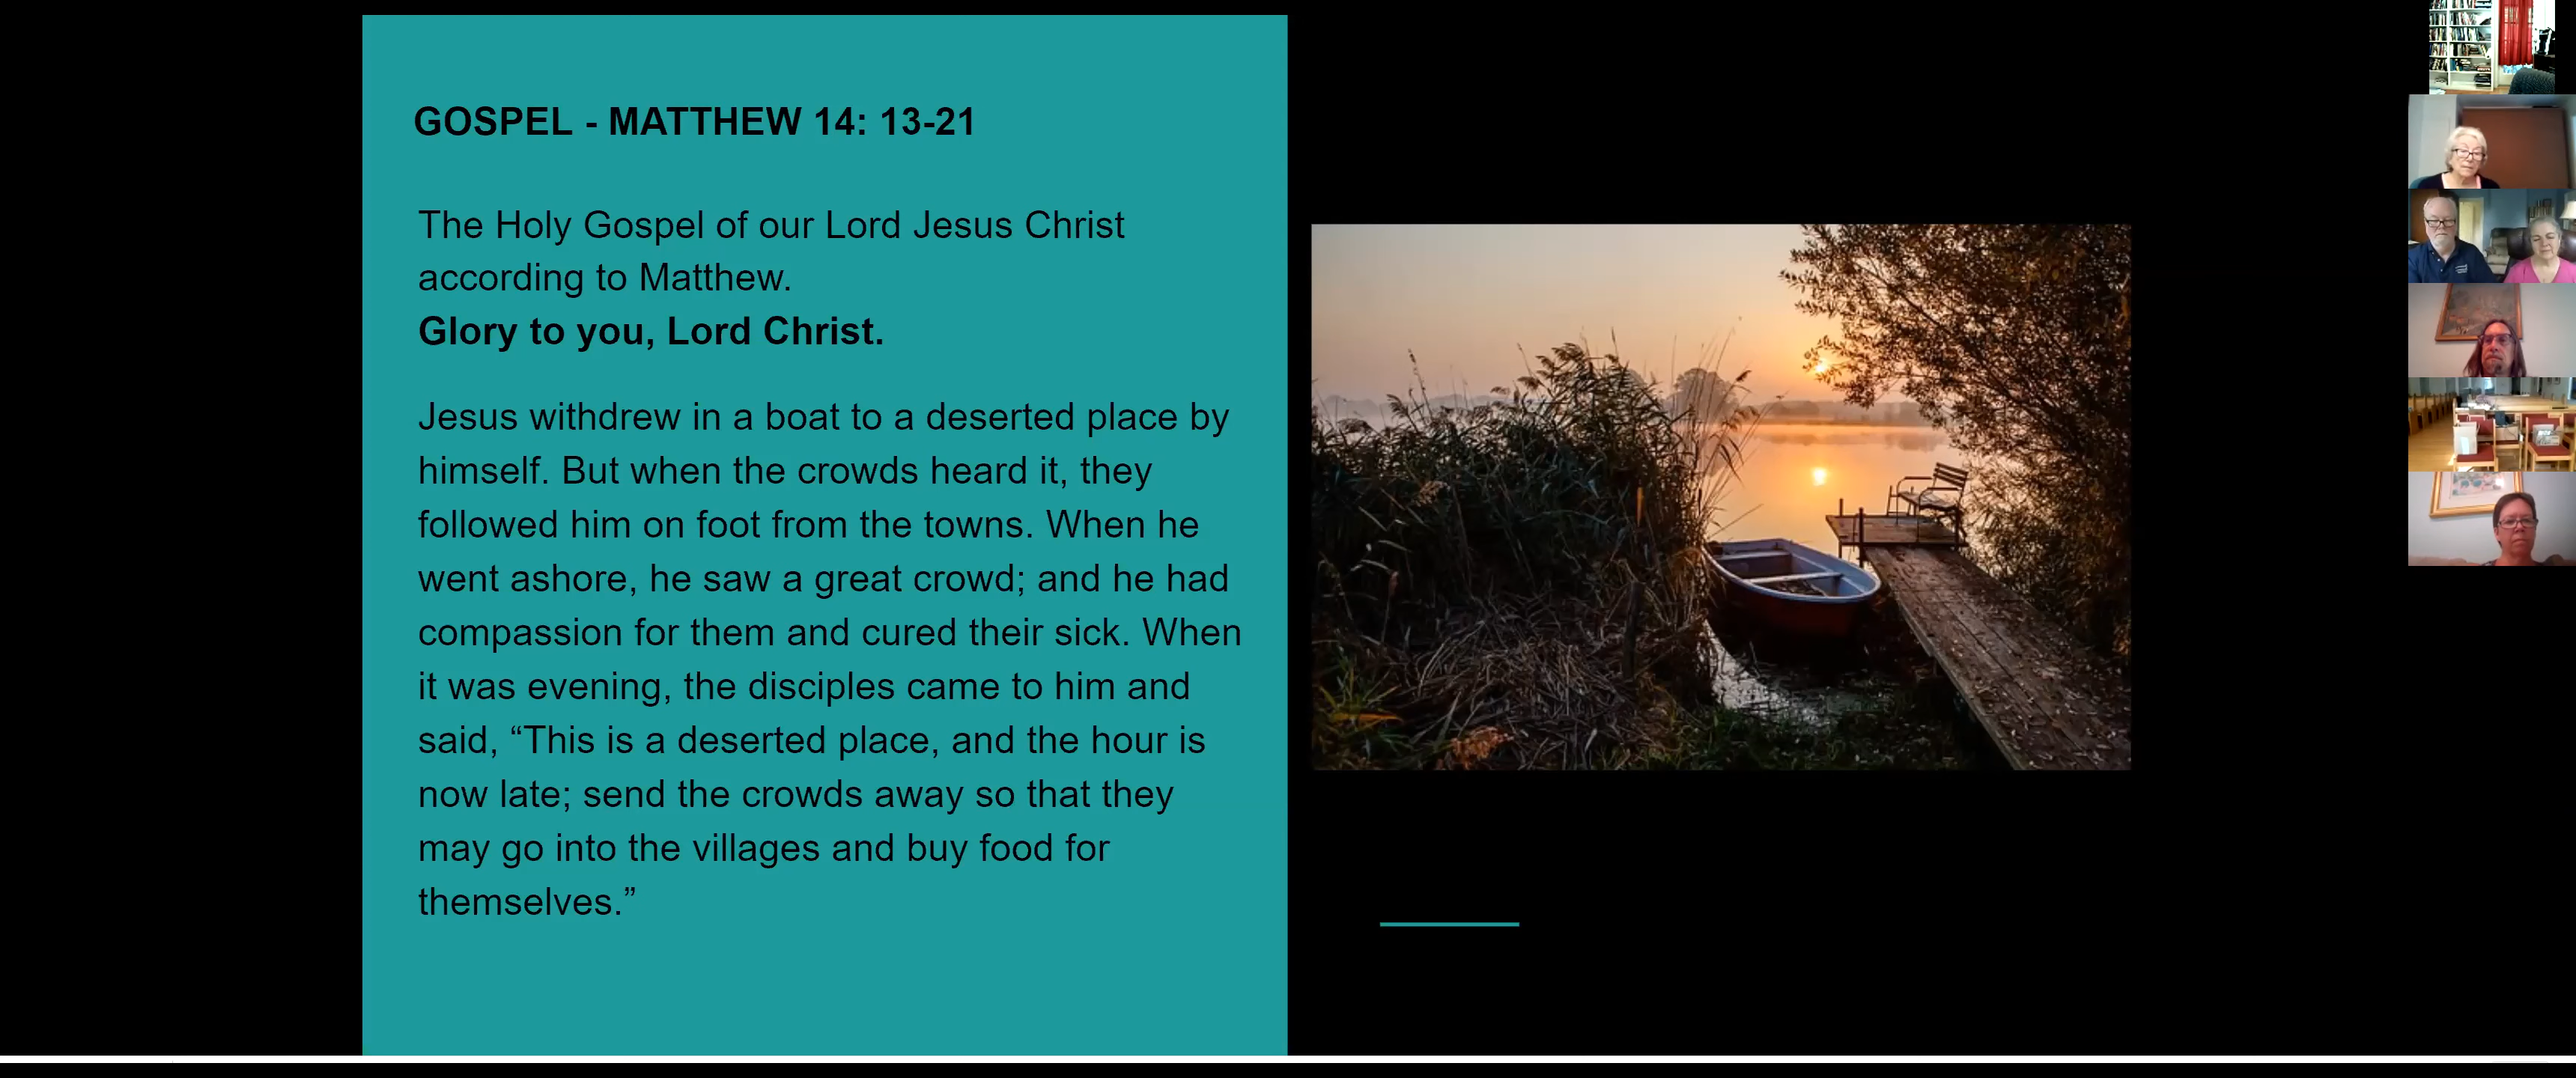 GOSPEL - MATTHEW 14: 13-21
The Holy Gospel of our Lord Jesus Christ
according to Matthew.
Glory to you, Lord Christ.
Jesus withdrew in a boat to a deserted place by
himself. But when the crowds heard it, they
followed him on foot from the towns. When he
went ashore, he saw a great crowd; and he had
compassion for them and cured their sick. When
it was evening, the disciples came to him and
said, “This is a deserted place, and the hour is
now late; send the crowds away so that they
may go into the villages and buy food for
themselves.”